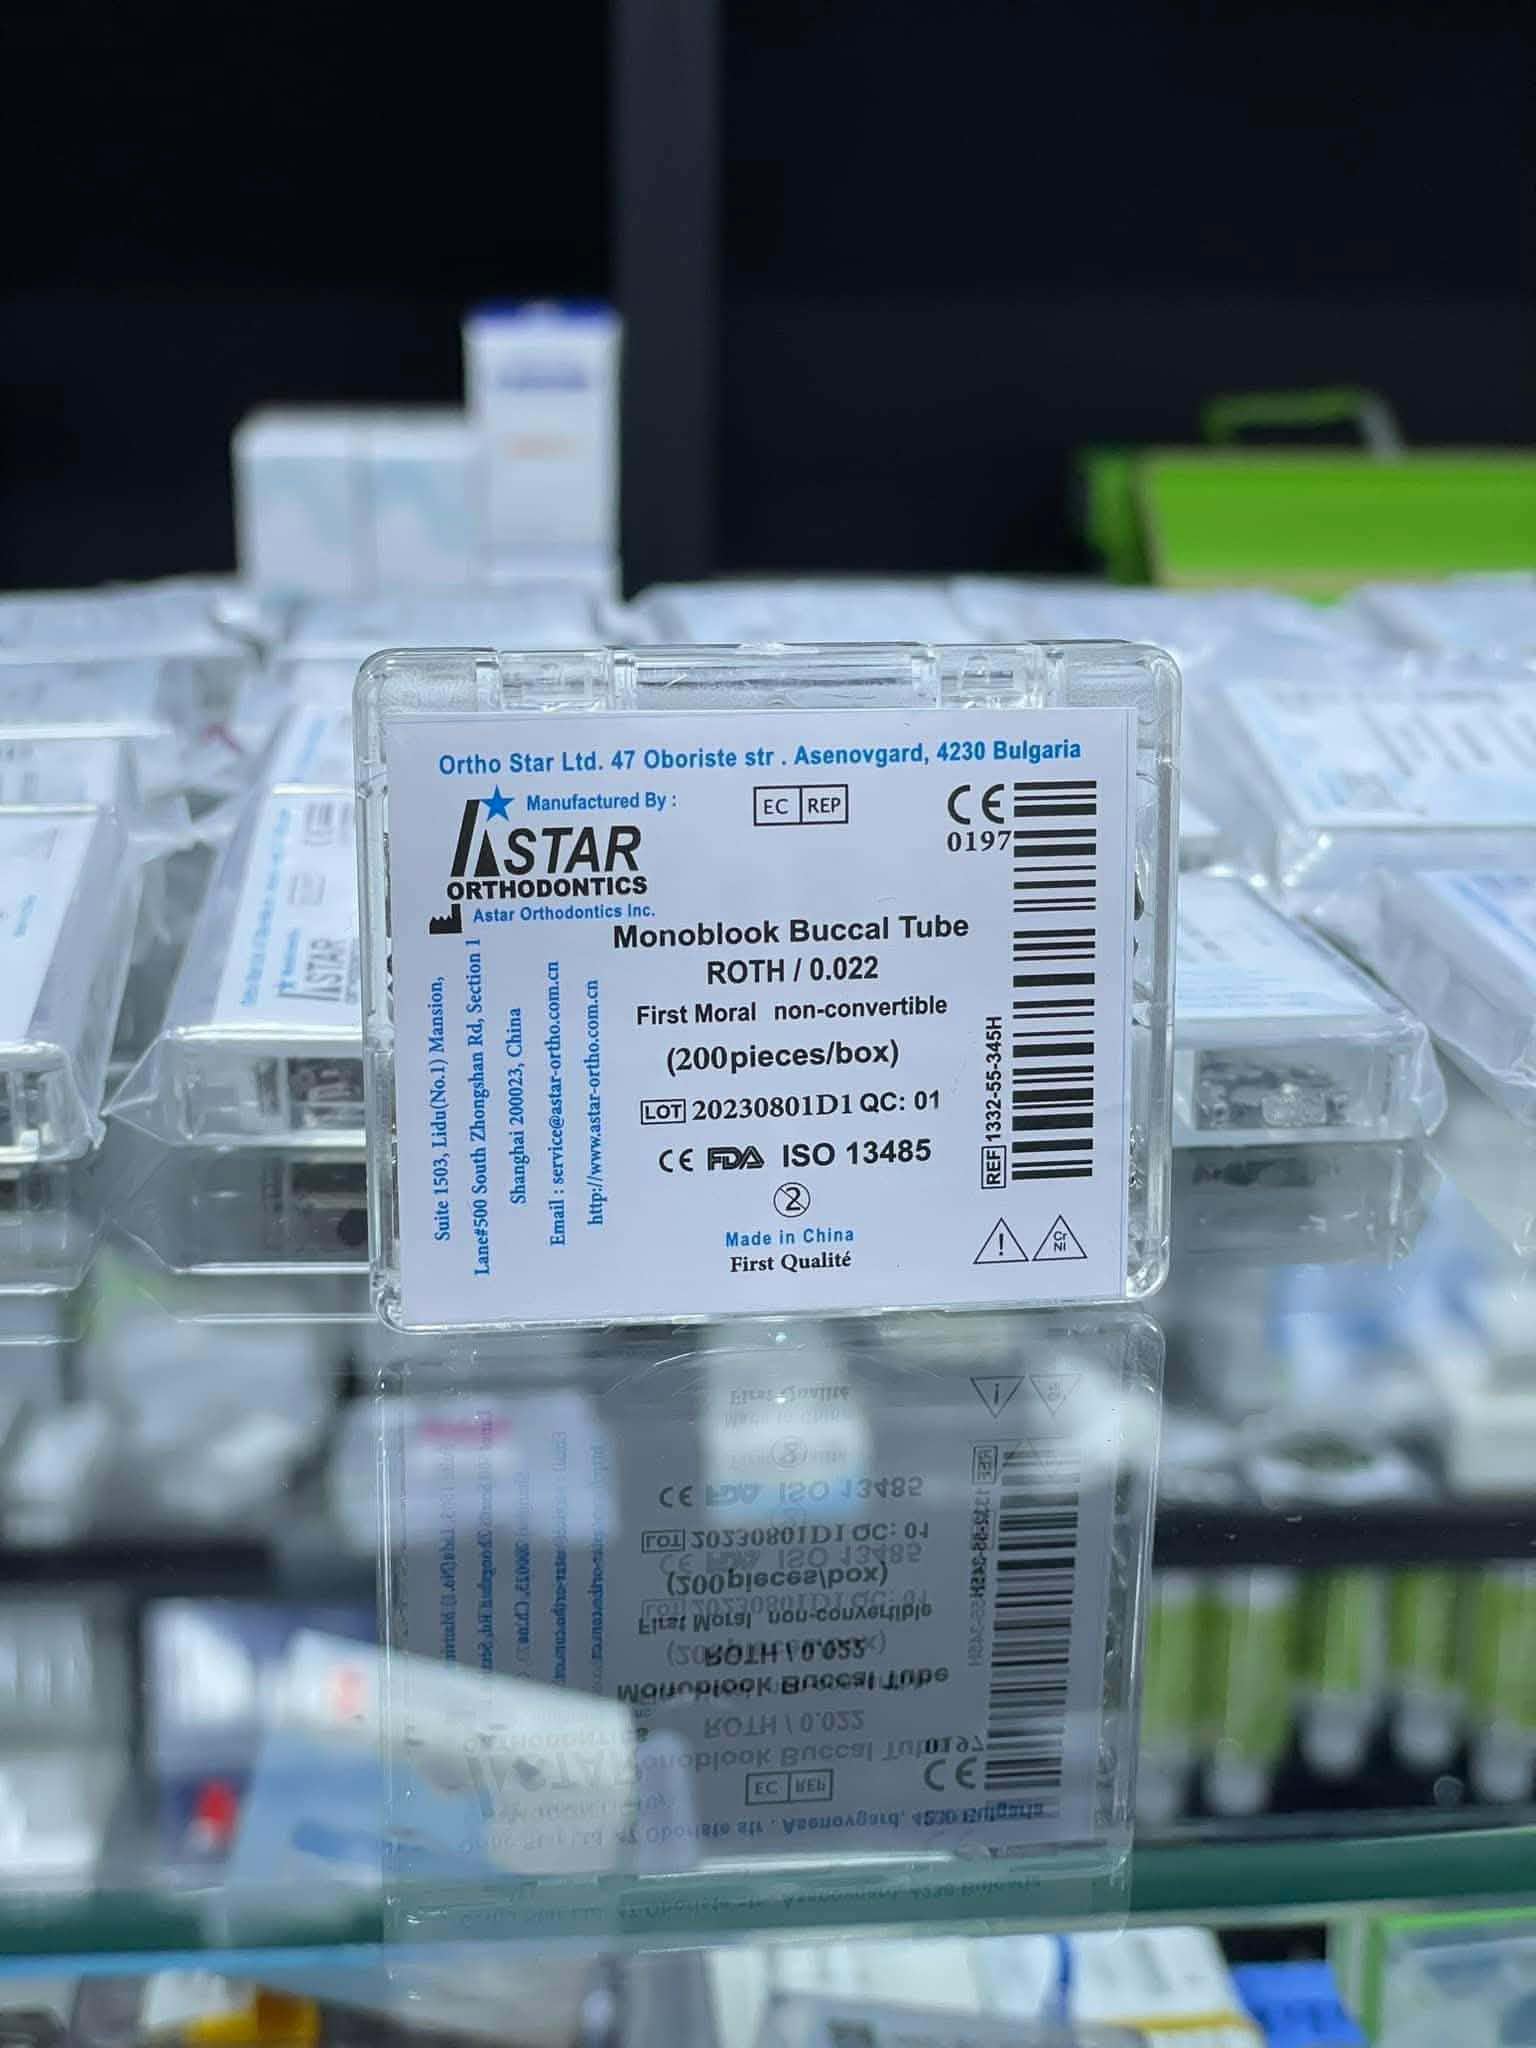 Ortho Star Ltd. 47 Oboriste str . Asenovgard, 4230 Bulgaria
Manufactured By :
ASTAR
ORTHODONTICS
Astar Orthodontics Inc.
EC REP
CE
0197
Suite 1503, Lidu(No.1) Mansion,
Lane#500 South Zhongshan Rd, Section 1
Shanghai 200023, China
Email : service@astar-ortho.com.cn
http://www.astar-ortho.com.cn
Monoblook Buccal Tube
ROTH / 0.022
First Moral non-convertible
(200pieces/box)
LOT 20230801D1 QC: 01
CE FDA ISO 13485
2
Made in China
First Qualité
REF 1332-55-345H
!
Cr
NI